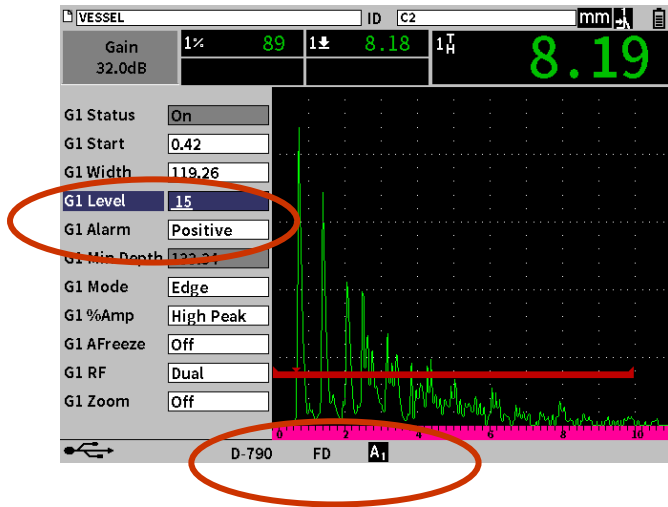 VESSEL ID C2 mm
Gain 1% 89 1 8.18 1 T H 8.19
32.0dB
G1 Status On
G1 Start 0.42
G1 Width 119.26
G1 Level 15
G1 Alarm Positive
G1 Min Depth
G1 Mode Edge
G1 %Amp High Peak
G1 AFreeze Off
G1 RF Dual
G1 Zoom Off
0 2 4 6 8 10
D-790 FD A1